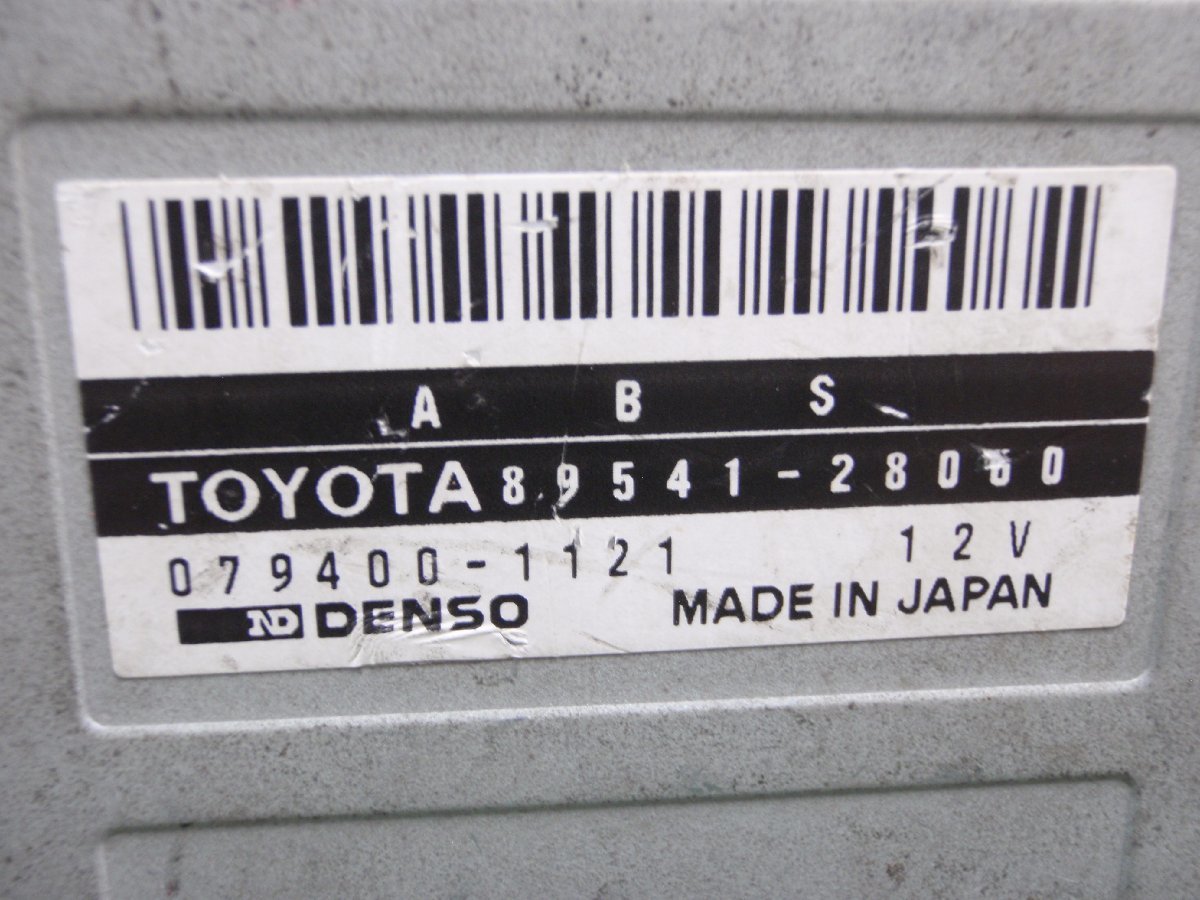 A B S
TOYOTA 89541-28060
079400-1121 12V
ND DENSO MADE IN JAPAN